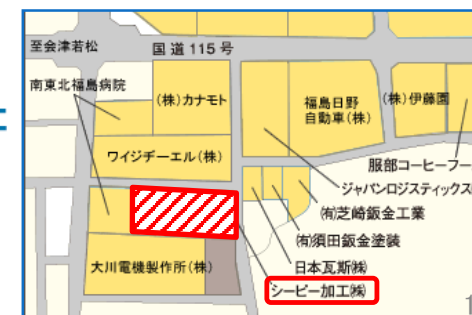 至会津若松
国道115号
南東北福島病院
(株)カナモト
福島日野
自動車(株)
(株)伊藤園
ワイジヂーエル(株)
服部コーヒーフー
ジャパンロジスティックス
(有)芝崎鈑金工業
(有)須田鈑金塗装
日本瓦斯㈱
大川電機製作所(株)
シービー加工㈱
1